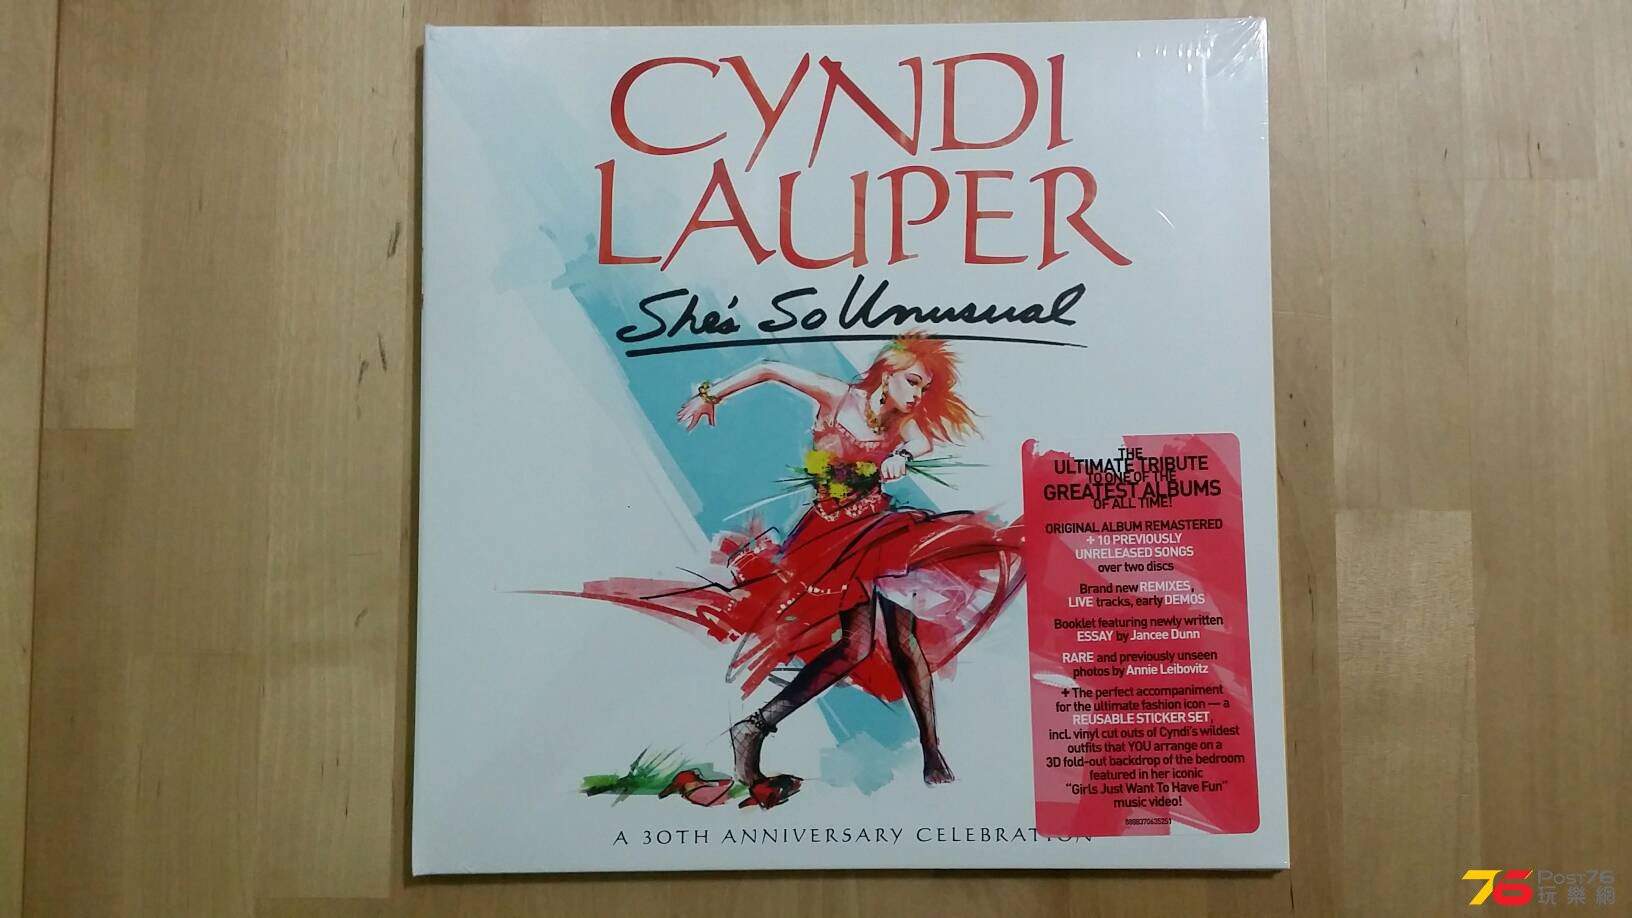 CYNDI
LAUPER
She's So Unusual
THE
ULTIMATE TRIBUTE
TO ONE OF THE
GREATEST ALBUMS
OF ALL TIME!
ORIGINAL ALBUM REMASTERED
+ 10 PREVIOUSLY
UNRELEASED SONGS
over two discs
Brand new REMIXES,
LIVE tracks, early DEMOS
Booklet featuring newly written
ESSAY by Jancee Dunn
RARE and previously unseen
photos by Annie Leibovitz
+ The perfect accompaniment
for the ultimate fashion icon — a
REUSABLE STICKER SET,
incl. vinyl cut outs of Cyndi's wildest
outfits that YOU arrange on a
3D fold-out backdrop of the bedroom
featured in her iconic
"Girls Just Want To Have Fun"
music video!
88883706352S1
A 30TH ANNIVERSARY CELEBRATION
76 POST76
玩樂網